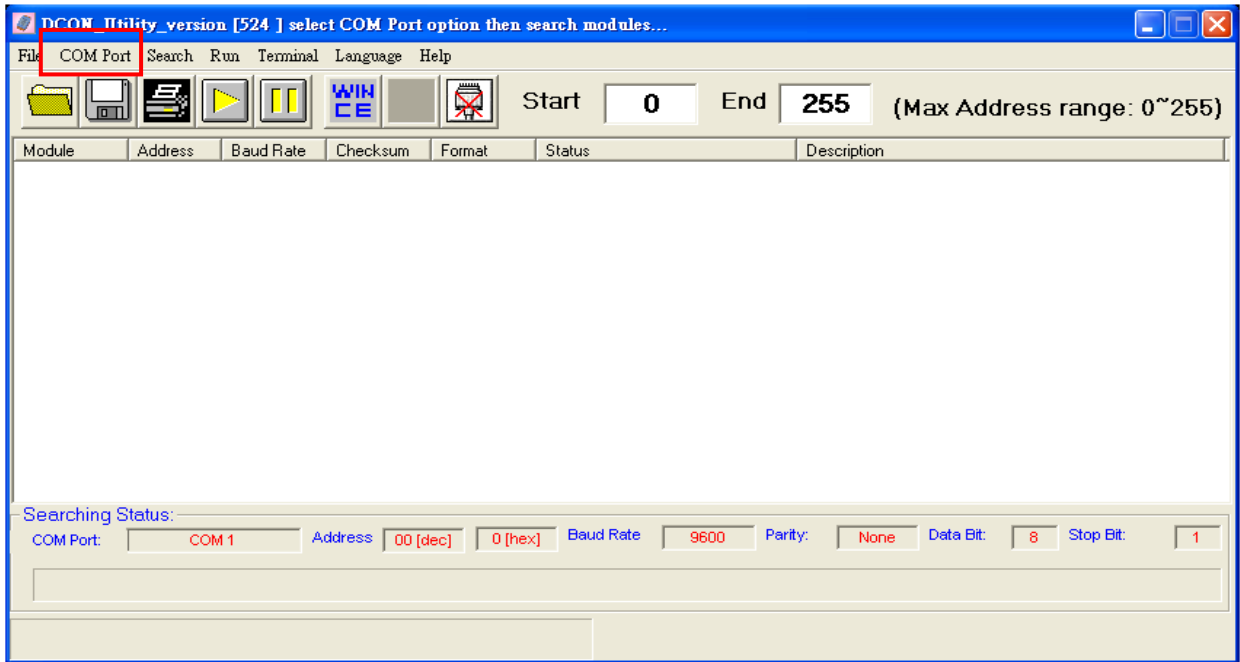 DCON_Utility_version [524 ] select COM Port option then search modules...
File COM Port Search Run Terminal Language Help
WIN CE Start 0 End 255 (Max Address range: 0~255)
Module Address Baud Rate Checksum Format Status Description
Searching Status:
COM Port: COM 1 Address 00 [dec] 0 [hex] Baud Rate 9600 Parity: None Data Bit: 8 Stop Bit: 1